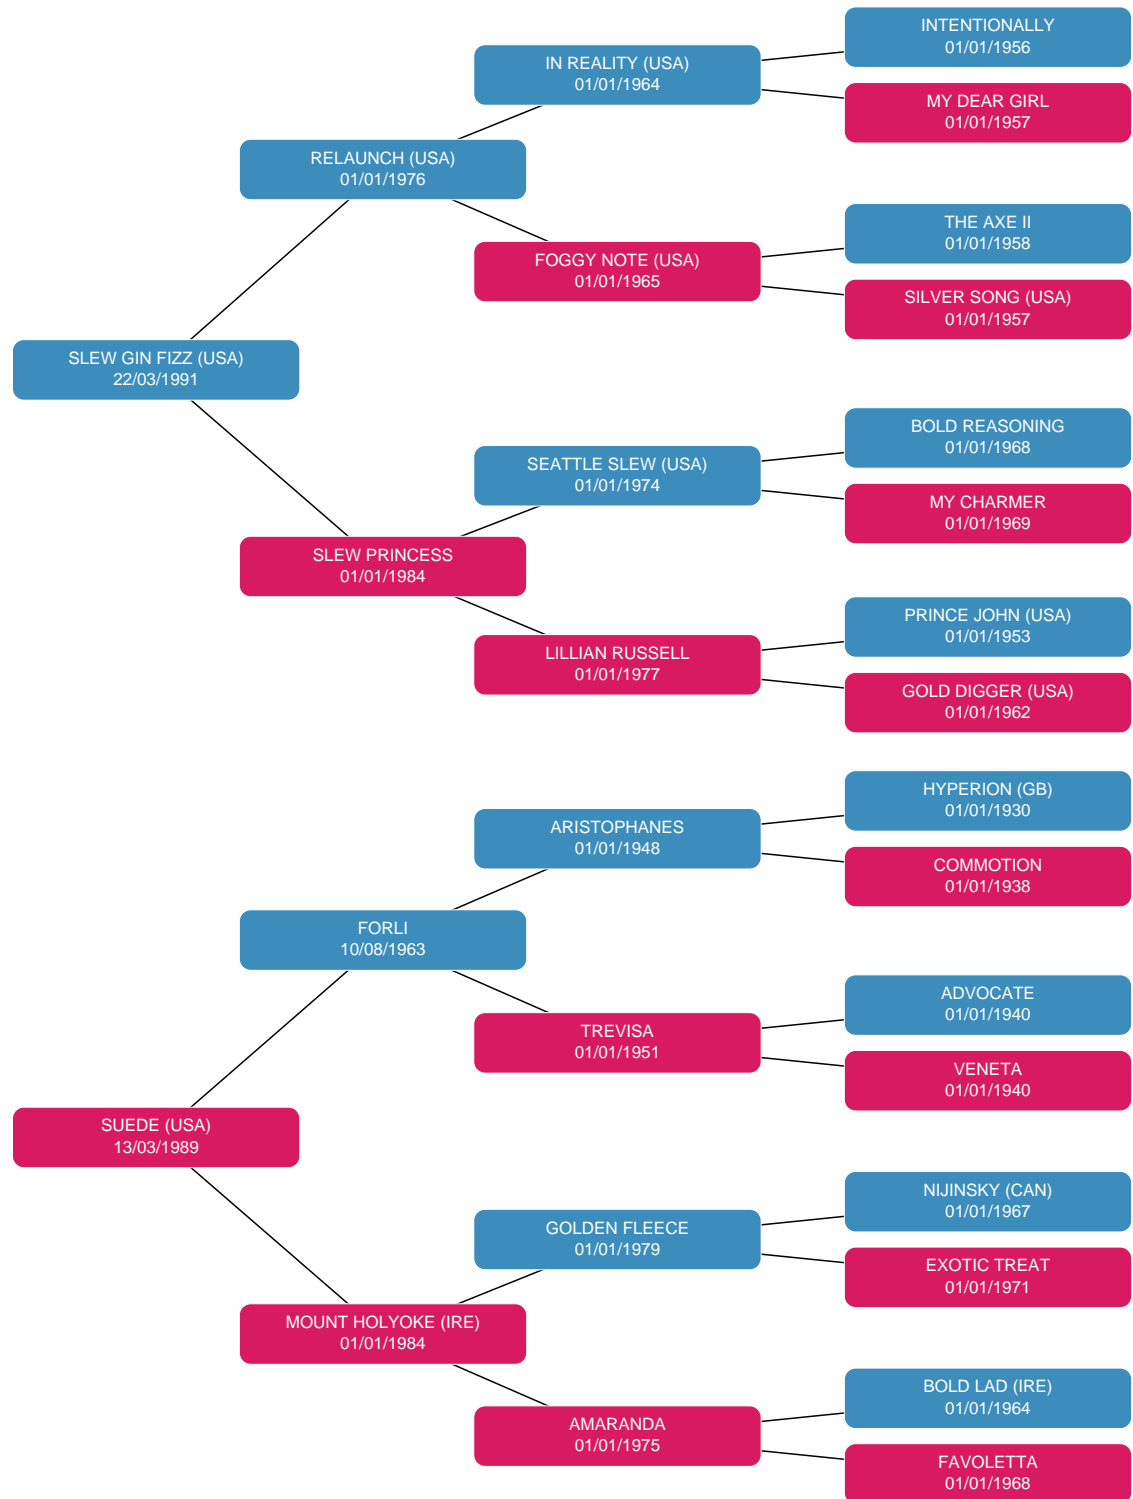 INTENTIONALLY
01/01/1956
IN REALITY (USA)
01/01/1964
MY DEAR GIRL
01/01/1957
RELAUNCH (USA)
01/01/1976
THE AXE II
01/01/1958
FOGGY NOTE (USA)
01/01/1965
SILVER SONG (USA)
01/01/1957
SLEW GIN FIZZ (USA)
22/03/1991
BOLD REASONING
01/01/1968
SEATTLE SLEW (USA)
01/01/1974
MY CHARMER
01/01/1969
SLEW PRINCESS
01/01/1984
PRINCE JOHN (USA)
01/01/1953
LILLIAN RUSSELL
01/01/1977
GOLD DIGGER (USA)
01/01/1962
HYPERION (GB)
01/01/1930
ARISTOPHANES
01/01/1948
COMMOTION
01/01/1938
FORLI
10/08/1963
ADVOCATE
01/01/1940
TREVISA
01/01/1951
VENETA
01/01/1940
SUEDE (USA)
13/03/1989
NIJINSKY (CAN)
01/01/1967
GOLDEN FLEECE
01/01/1979
EXOTIC TREAT
01/01/1971
MOUNT HOLYOKE (IRE)
01/01/1984
BOLD LAD (IRE)
01/01/1964
AMARANDA
01/01/1975
FAVOLETTA
01/01/1968